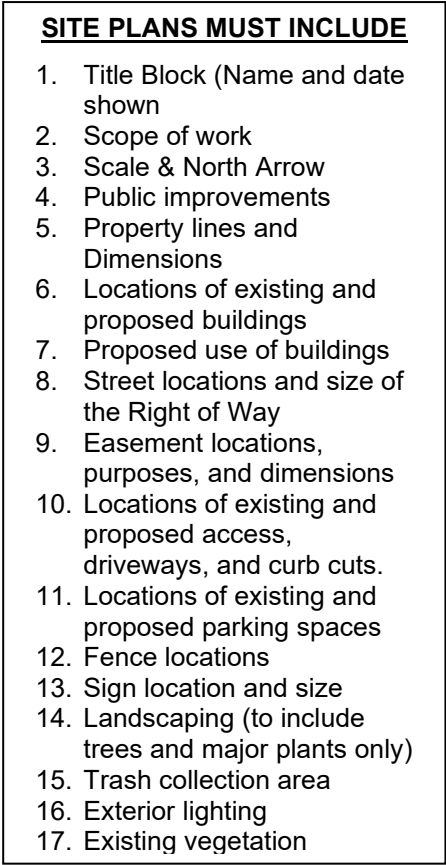 SITE PLANS MUST INCLUDE
1. Title Block (Name and date
shown
2. Scope of work
3. Scale & North Arrow
4. Public improvements
5. Property lines and
Dimensions
6. Locations of existing and
proposed buildings
7. Proposed use of buildings
8. Street locations and size of
the Right of Way
9. Easement locations,
purposes, and dimensions
10. Locations of existing and
proposed access,
driveways, and curb cuts.
11. Locations of existing and
proposed parking spaces
12. Fence locations
13. Sign location and size
14. Landscaping (to include
trees and major plants only)
15. Trash collection area
16. Exterior lighting
17. Existing vegetation